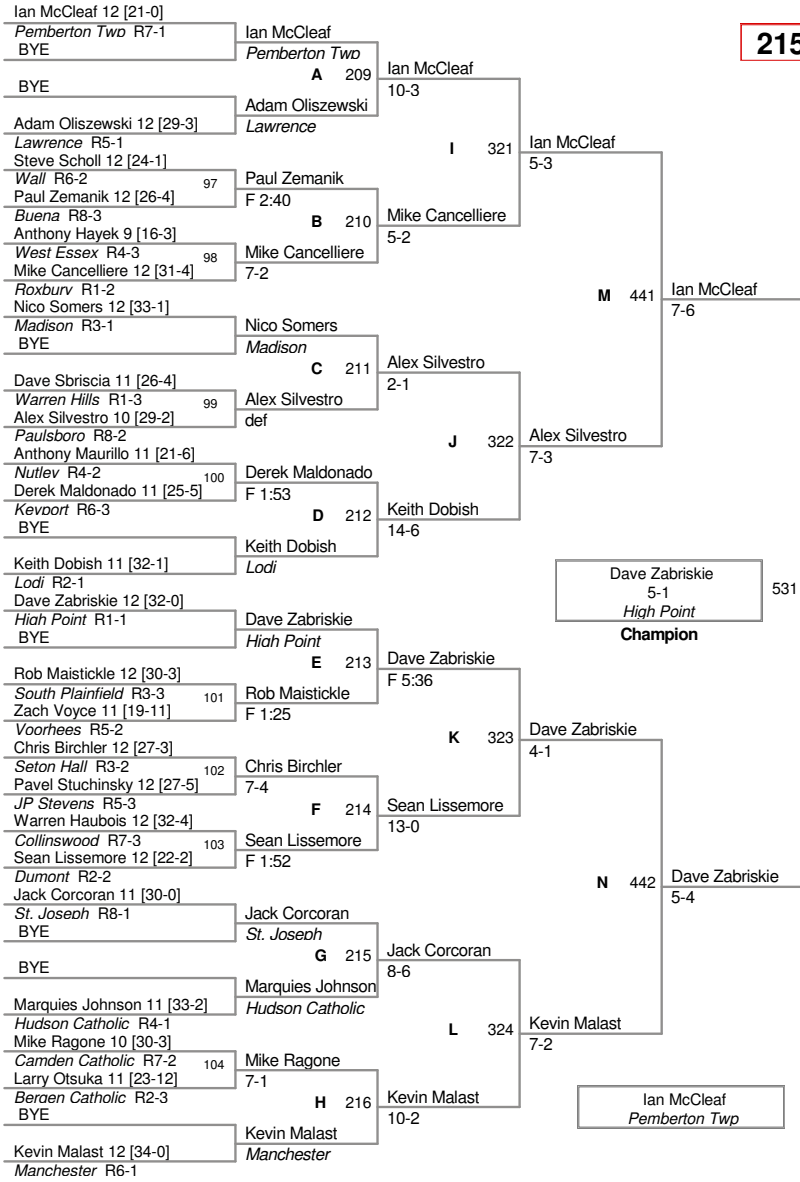 Ian McCleaf 12 [21-0]
Pemberton Twp R7-1
BYE
BYE
Adam Oliszewski 12 [29-3]
Lawrence R5-1
Steve Scholl 12 [24-1]
Wall R6-2
97
Paul Zemanik 12 [26-4]
Buena R8-3
Anthony Hayek 9 [16-3]
West Essex R4-3
98
Mike Cancelliere 12 [31-4]
Roxbury R1-2
Nico Somers 12 [33-1]
Madison R3-1
BYE
Dave Sbriscia 11 [26-4]
Warren Hills R1-3
99
Alex Silvestro 10 [29-2]
Paulsboro R8-2
Anthony Maurillo 11 [21-6]
Nutley R4-2
100
Derek Maldonado 11 [25-5]
Keyport R6-3
BYE
Keith Dobish 11 [32-1]
Lodi R2-1
Dave Zabriskie 12 [32-0]
High Point R1-1
BYE
Rob Maistickle 12 [30-3]
South Plainfield R3-3
101
Zach Voyce 11 [19-11]
Voorhees R5-2
Chris Birchler 12 [27-3]
Seton Hall R3-2
102
Pavel Stuchinsky 12 [27-5]
JP Stevens R5-3
Warren Haubois 12 [32-4]
Collinswood R7-3
103
Sean Lissemore 12 [22-2]
Dumont R2-2
Jack Corcoran 11 [30-0]
St. Joseph R8-1
BYE
BYE
Marquies Johnson 11 [33-2]
Hudson Catholic R4-1
Mike Ragone 10 [30-3]
Camden Catholic R7-2
104
Larry Otsuka 11 [23-12]
Bergen Catholic R2-3
BYE
Kevin Malast 12 [34-0]
Manchester R6-1
Ian McCleaf
Pemberton Twp
A 209
Adam Oliszewski
Lawrence
Paul Zemanik
F 2:40
B 210
Mike Cancelliere
7-2
Nico Somers
Madison
C 211
Alex Silvestro
def
Derek Maldonado
F 1:53
D 212
Keith Dobish
Lodi
Dave Zabriskie
High Point
E 213
Rob Maistickle
F 1:25
Chris Birchler
7-4
F 214
Sean Lissemore
F 1:52
Jack Corcoran
St. Joseph
G 215
Marquies Johnson
Hudson Catholic
Mike Ragone
7-1
H 216
Kevin Malast
Manchester
Ian McCleaf
10-3
I 321
Mike Cancelliere
5-2
Alex Silvestro
2-1
J 322
Keith Dobish
14-6
Dave Zabriskie
F 5:36
K 323
Sean Lissemore
13-0
Jack Corcoran
8-6
L 324
Kevin Malast
10-2
Ian McCleaf
5-3
M 441
Alex Silvestro
7-3
Dave Zabriskie
4-1
N 442
Kevin Malast
7-2
215
Ian McCleaf
7-6
Dave Zabriskie
5-1
High Point
531
Champion
Dave Zabriskie
5-4
Ian McCleaf
Pemberton Twp